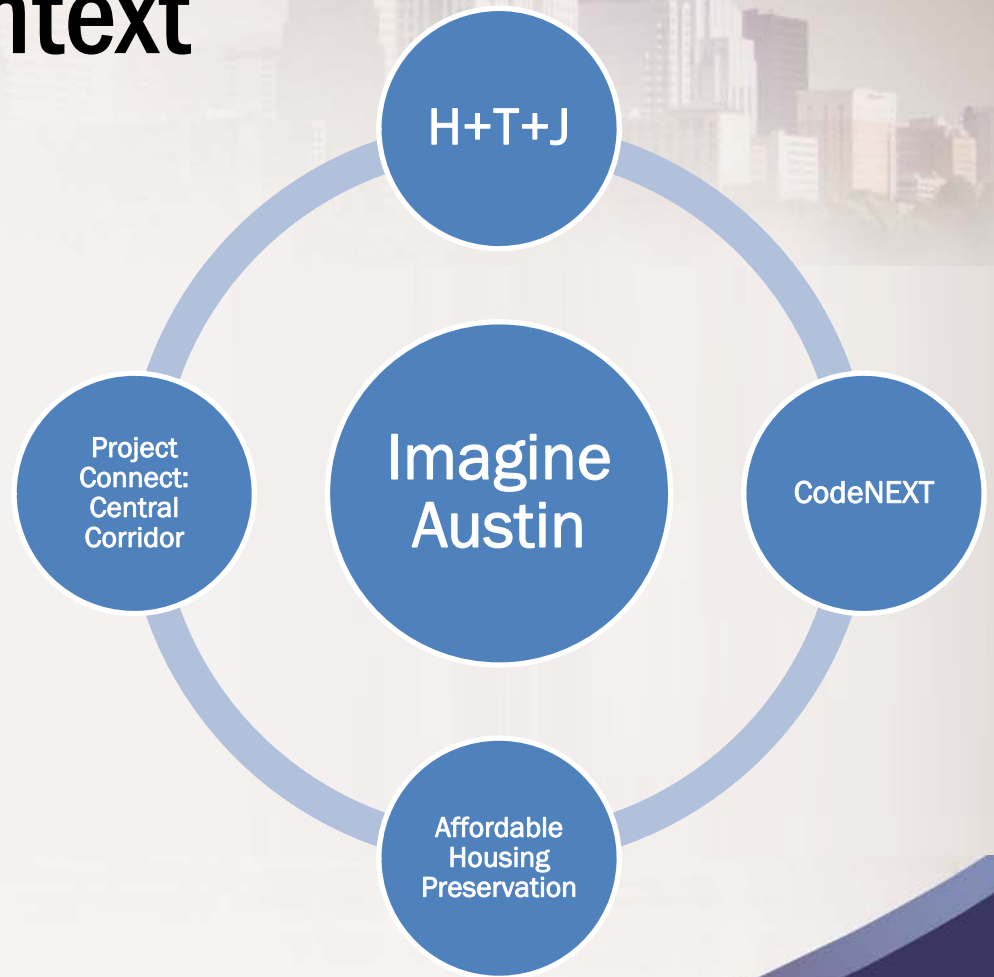 ntext
H+T+J
Project
Connect:
Central
Corridor
Imagine
Austin
CodeNEXT
Affordable
Housing
Preservation